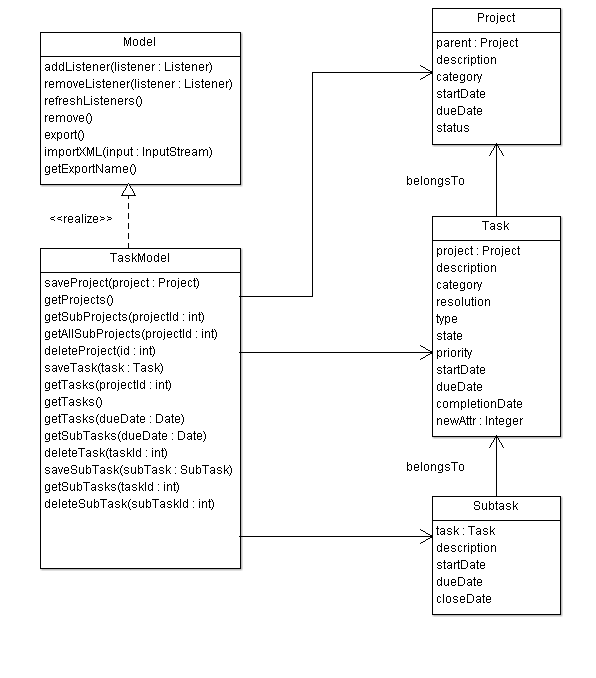 Model
addListener(listener : Listener)
removeListener(listener : Listener)
refreshListeners()
remove()
export()
importXML(input : InputStream)
getExportName()
<<realize>>
TaskModel
saveProject(project : Project)
getProjects()
getSubProjects(projectId : int)
getAllSubProjects(projectId : int)
deleteProject(id : int)
saveTask(task : Task)
getTasks(projectId : int)
getTasks()
getTasks(dueDate : Date)
getSubTasks(dueDate : Date)
deleteTask(taskId : int)
saveSubTask(subTask : SubTask)
getSubTasks(taskId : int)
deleteSubTask(subTaskId : int)
Project
parent : Project
description
category
startDate
dueDate
status
belongsTo
Task
project : Project
description
category
resolution
type
state
priority
startDate
dueDate
completionDate
newAttr : Integer
belongsTo
Subtask
task : Task
description
startDate
dueDate
closeDate